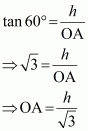 tan 60° = h/OA
⇒ √3 = h/OA
⇒ OA = h/√3